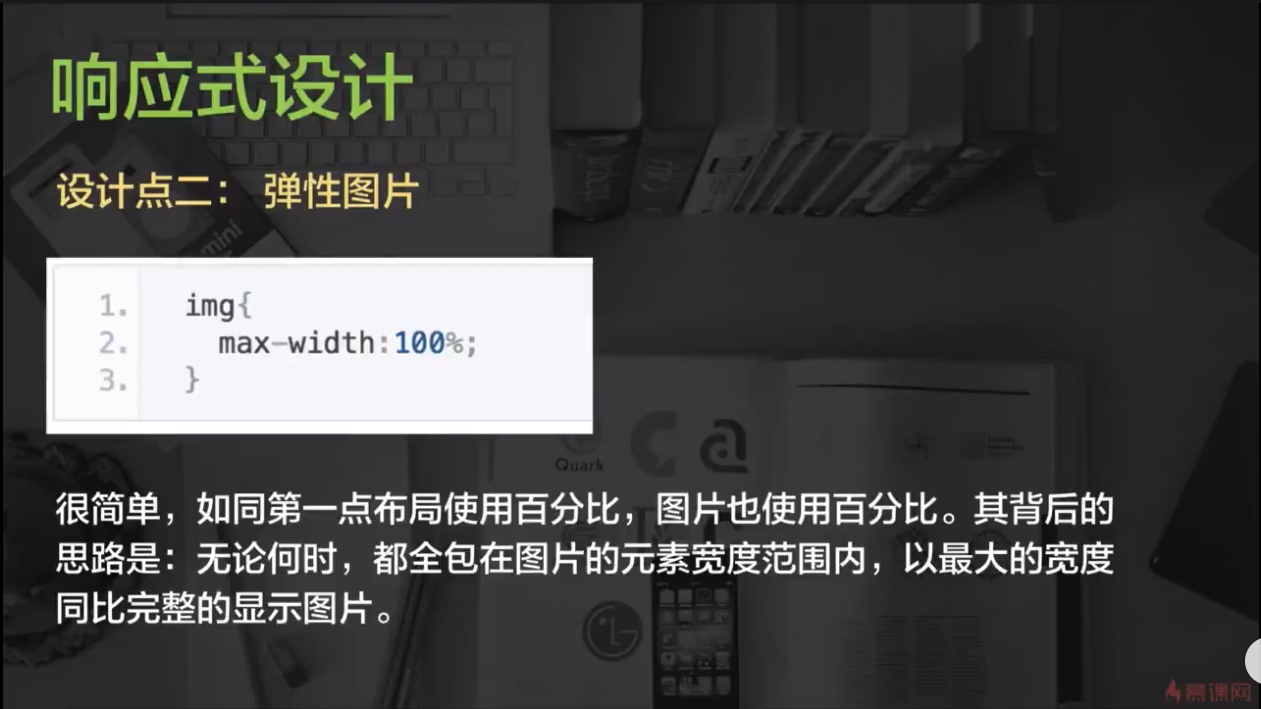 响应式设计
设计点二： 弹性图片
1. img{
2. max-width:100%;
3. }
很简单，如同第一点布局使用百分比，图片也使用百分比。其背后的
思路是：无论何时，都全包在图片的元素宽度范围内，以最大的宽度
同比完整的显示图片。
mini
Quark
ca
慕课网